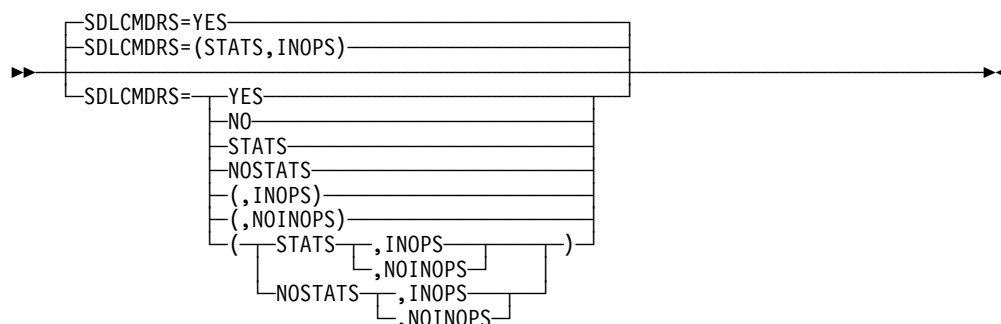 SDLCMDRS=YES
SDLCMDRS=(STATS,INOPS)
SDLCMDRS= YES
NO
STATS
NOSTATS
(,INOPS)
(,NOINOPS)
( STATS ,INOPS )
,NOINOPS
NOSTATS ,INOPS
,NOINOPS